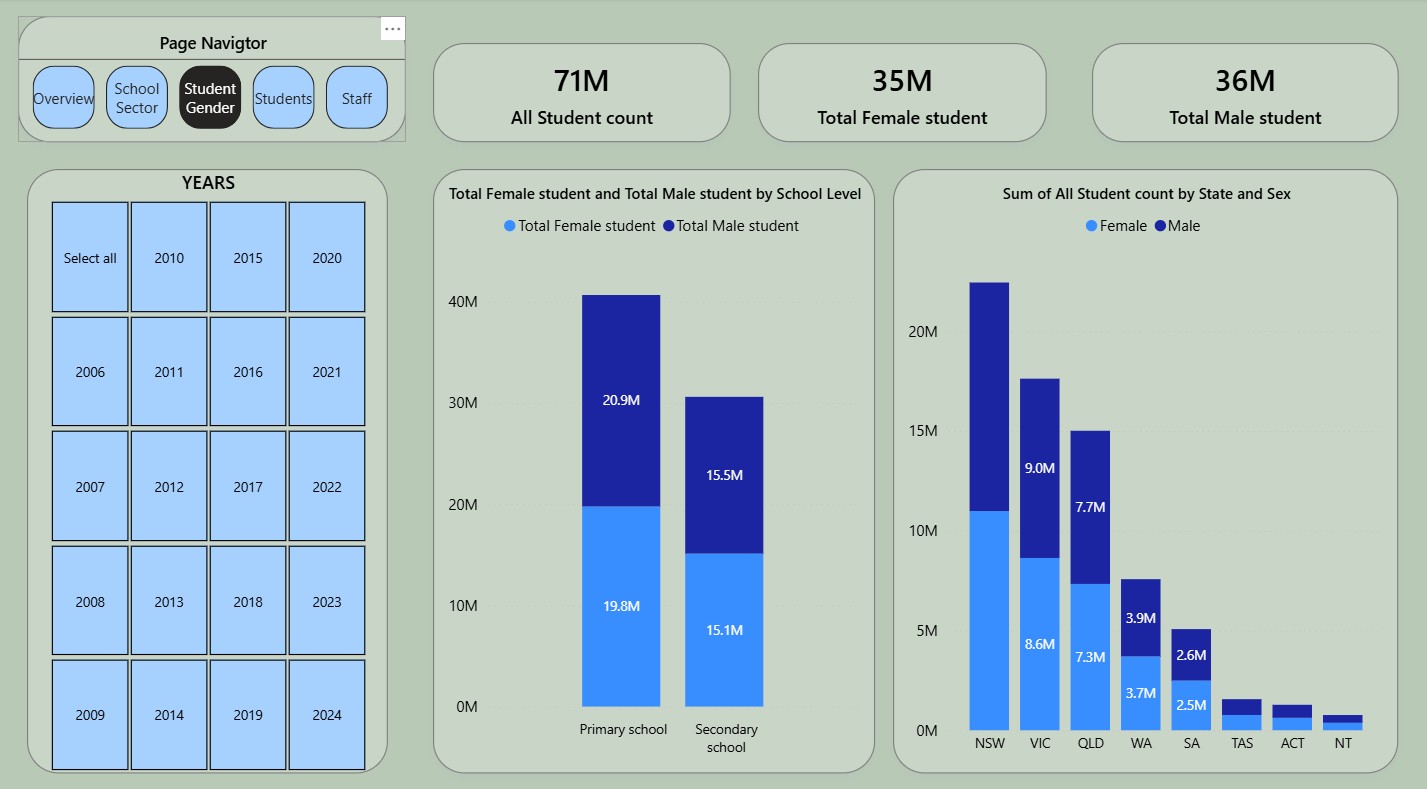 Page Navigtor
...
Overview
School
Sector
Student
Gender
Students
Staff
71M
All Student count
35M
Total Female student
36M
Total Male student
YEARS
Select all
2010
2015
2020
2006
2011
2016
2021
2007
2012
2017
2022
2008
2013
2018
2023
2009
2014
2019
2024
Total Female student and Total Male student by School Level
Total Female student
Total Male student
40M
30M
20M
10M
0M
20.9M
15.5M
19.8M
15.1M
Primary school
Secondary
school
Sum of All Student count by State and Sex
Female
Male
20M
15M
10M
5M
0M
9.0M
7.7M
3.9M
2.6M
8.6M
7.3M
3.7M
2.5M
NSW
VIC
QLD
WA
SA
TAS
ACT
NT